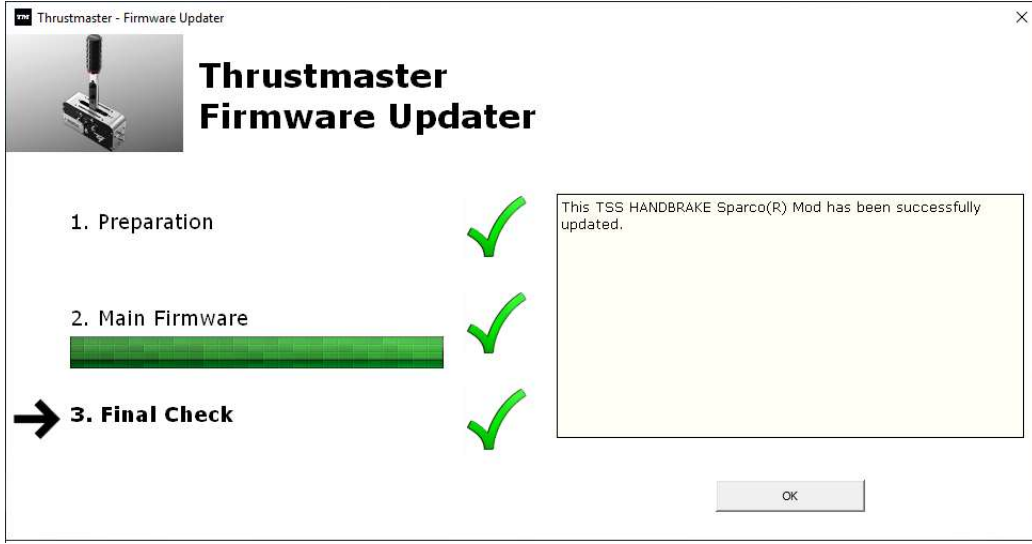 Thrustmaster - Firmware Updater
Thrustmaster
Firmware Updater
1. Preparation
This TSS HANDBRAKE Sparco(R) Mod has been successfully
updated.
2. Main Firmware
3. Final Check
OK